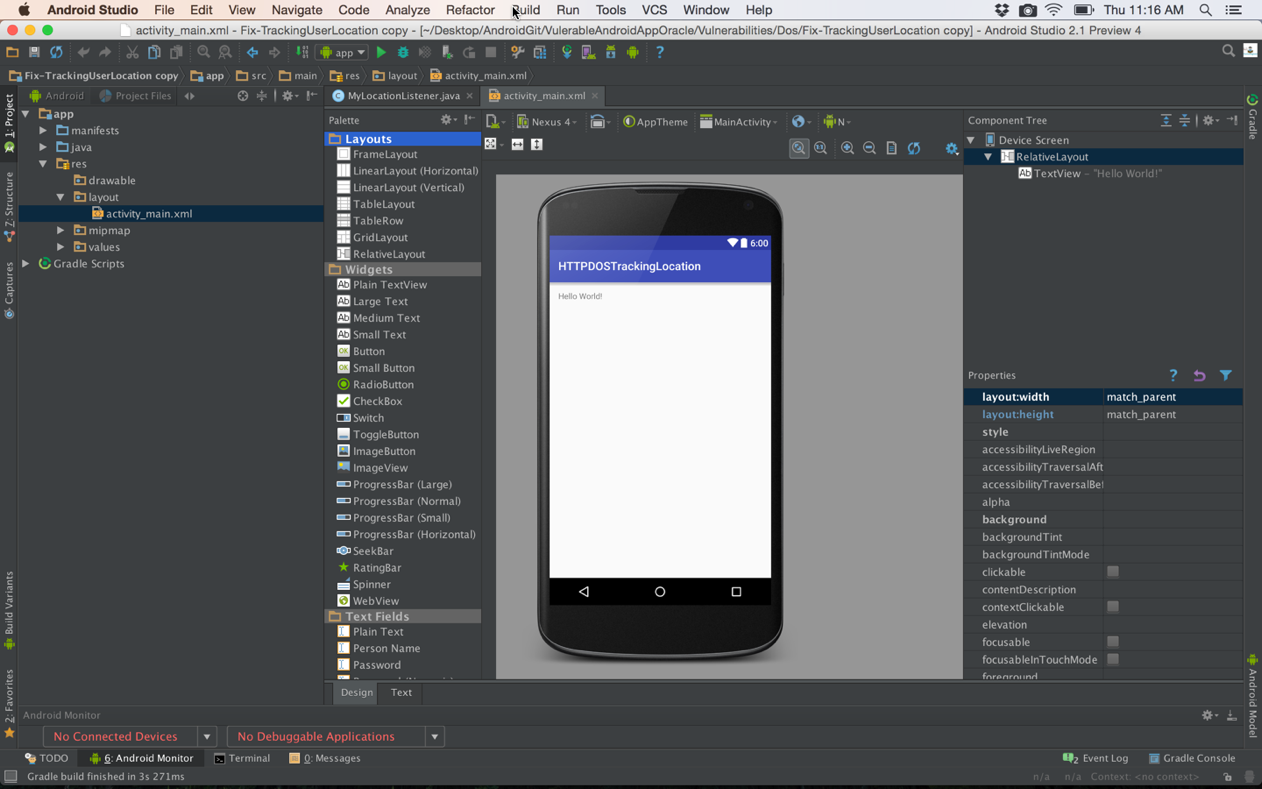 Android Studio File Edit View Navigate Code Analyze Refactor Build Run Tools VCS Window Help Thu 11:16 AM
activity_main.xml - Fix-TrackingUserLocation copy - [~/Desktop/AndroidGit/VulerableAndroidAppOracle/Vulnerabilities/Dos/Fix-TrackingUserLocation copy] - Android Studio 2.1 Preview 4
app
Fix-TrackingUserLocation copy app src main res layout activity_main.xml
Android Project Files
MyLocationListener.java activity_main.xml
1: Project
Z: Structure
Captures
Build Variants
2: Favorites
app
manifests
java
res
drawable
layout
activity_main.xml
mipmap
values
Gradle Scripts
Palette
Layouts
FrameLayout
LinearLayout (Horizontal)
LinearLayout (Vertical)
TableLayout
TableRow
GridLayout
RelativeLayout
Widgets
Ab Plain TextView
Ab Large Text
Ab Medium Text
Ab Small Text
OK Button
OK Small Button
RadioButton
CheckBox
Switch
ToggleButton
ImageButton
ImageView
ProgressBar (Large)
ProgressBar (Normal)
ProgressBar (Small)
ProgressBar (Horizontal)
SeekBar
RatingBar
Spinner
WebView
Text Fields
Plain Text
Person Name
Password
Nexus 4 AppTheme MainActivity N
6:00
HTTPDOSTrackingLocation
Hello World!
Design Text
Component Tree
Device Screen
RelativeLayout
Ab TextView - "Hello World!"
Properties
layout:width match_parent
layout:height match_parent
style
accessibilityLiveRegion
accessibilityTraversalAft
accessibilityTraversalBef
alpha
background
backgroundTint
backgroundTintMode
clickable
contentDescription
contextClickable
elevation
focusable
focusableInTouchMode
foreground
Gradle
Android Model
Android Monitor
No Connected Devices No Debuggable Applications
TODO 6: Android Monitor Terminal 0: Messages 2 Event Log Gradle Console
Gradle build finished in 3s 271ms n/a n/a Context: <no context>